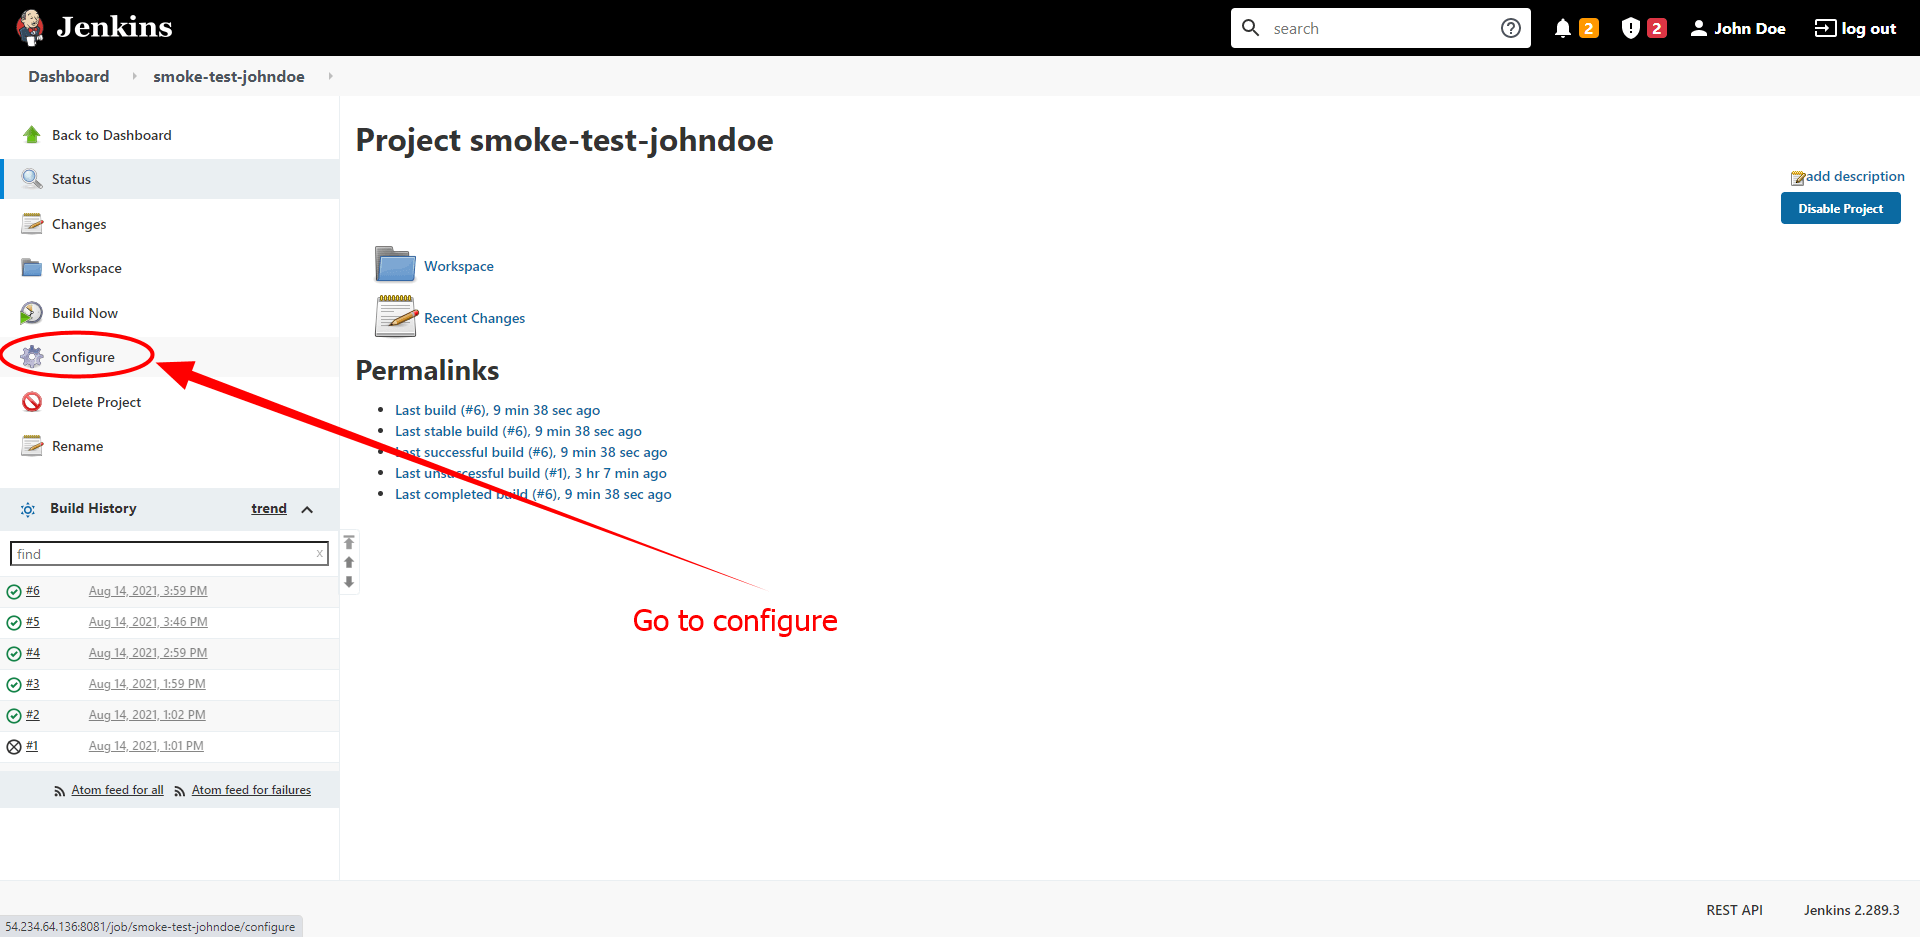 Jenkins
search
2
2
John Doe
log out
Dashboard
smoke-test-johndoe
Back to Dashboard
Status
Changes
Workspace
Build Now
Configure
Delete Project
Rename
Build History
trend
find
x
#6 Aug 14, 2021, 3:59 PM
#5 Aug 14, 2021, 3:46 PM
#4 Aug 14, 2021, 2:59 PM
#3 Aug 14, 2021, 1:59 PM
#2 Aug 14, 2021, 1:02 PM
#1 Aug 14, 2021, 1:01 PM
Atom feed for all
Atom feed for failures
Project smoke-test-johndoe
add description
Disable Project
Workspace
Recent Changes
Permalinks
Last build (#6), 9 min 38 sec ago
Last stable build (#6), 9 min 38 sec ago
Last successful build (#6), 9 min 38 sec ago
Last unsuccessful build (#1), 3 hr 7 min ago
Last completed build (#6), 9 min 38 sec ago
Go to configure
REST API
Jenkins 2.289.3
54.234.64.136:8081/job/smoke-test-johndoe/configure